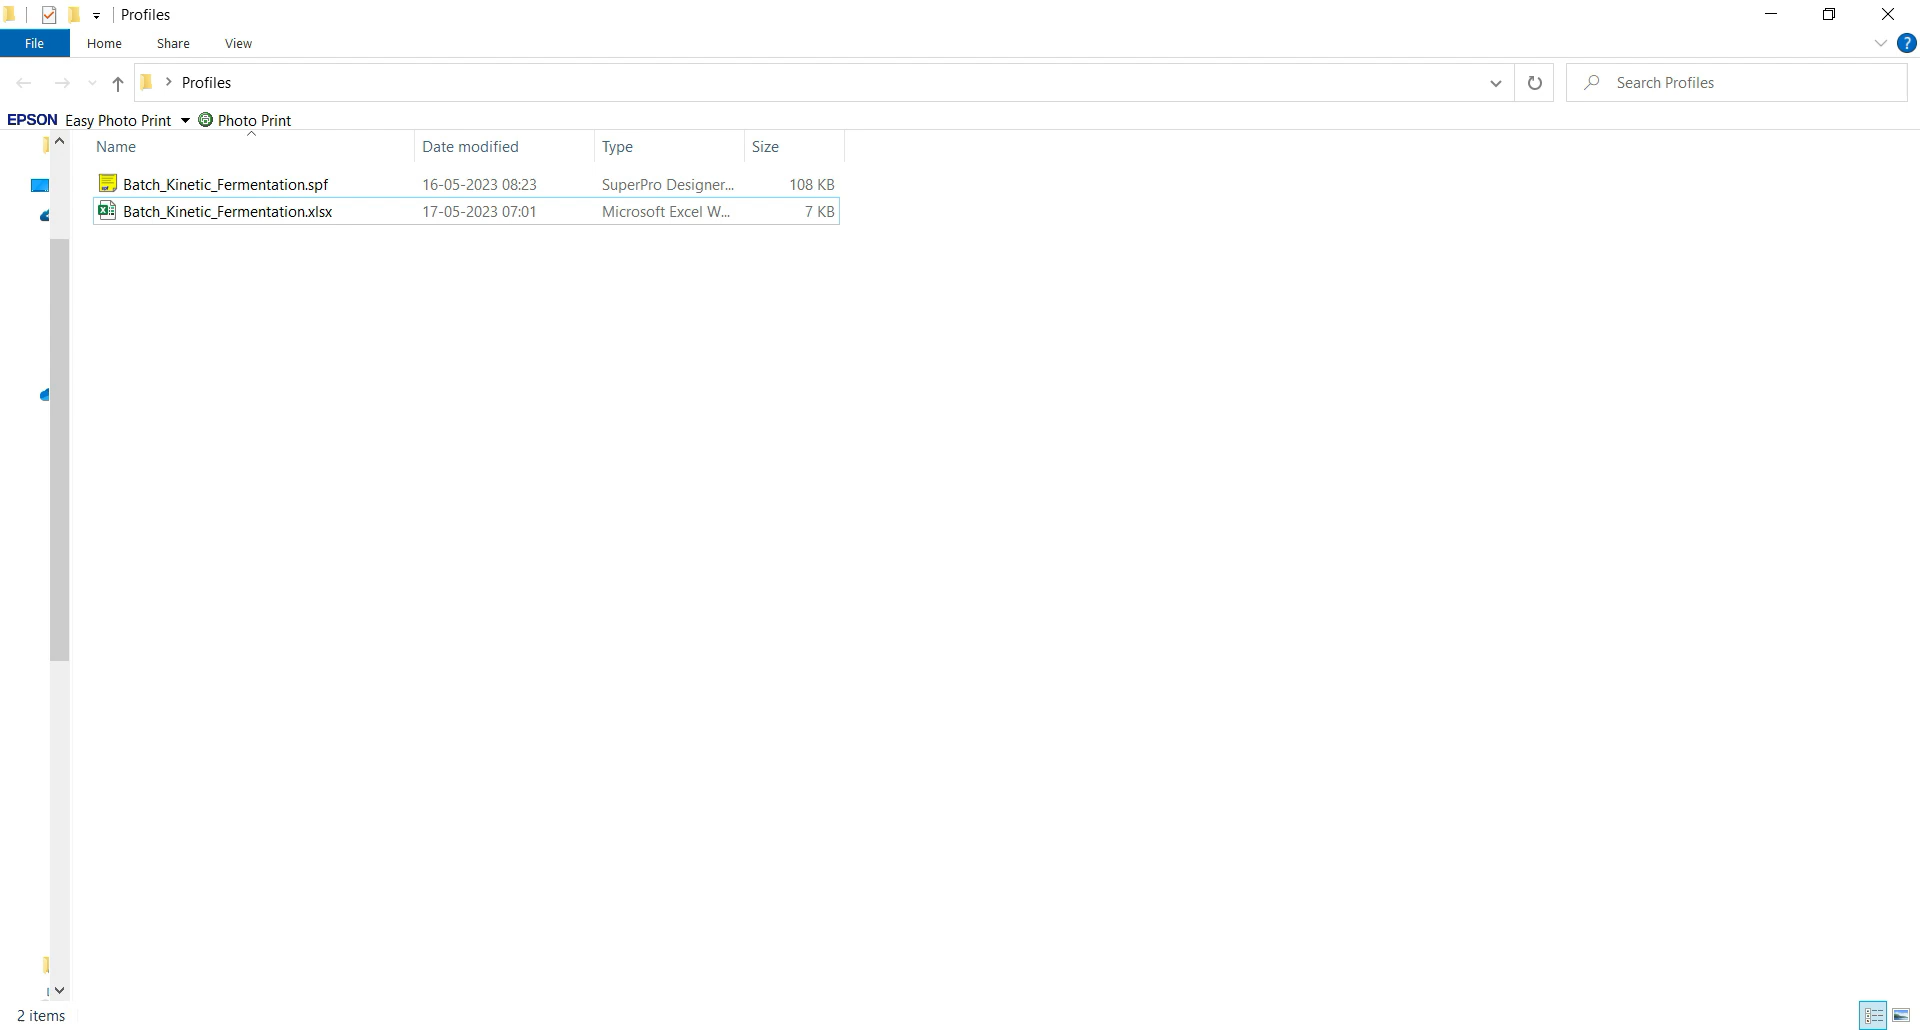 Profiles
File Home Share View
Profiles Search Profiles
EPSON Easy Photo Print Photo Print
Name Date modified Type Size
Batch_Kinetic_Fermentation.spf 16-05-2023 08:23 SuperPro Designer... 108 KB
Batch_Kinetic_Fermentation.xlsx 17-05-2023 07:01 Microsoft Excel W... 7 KB
2 items